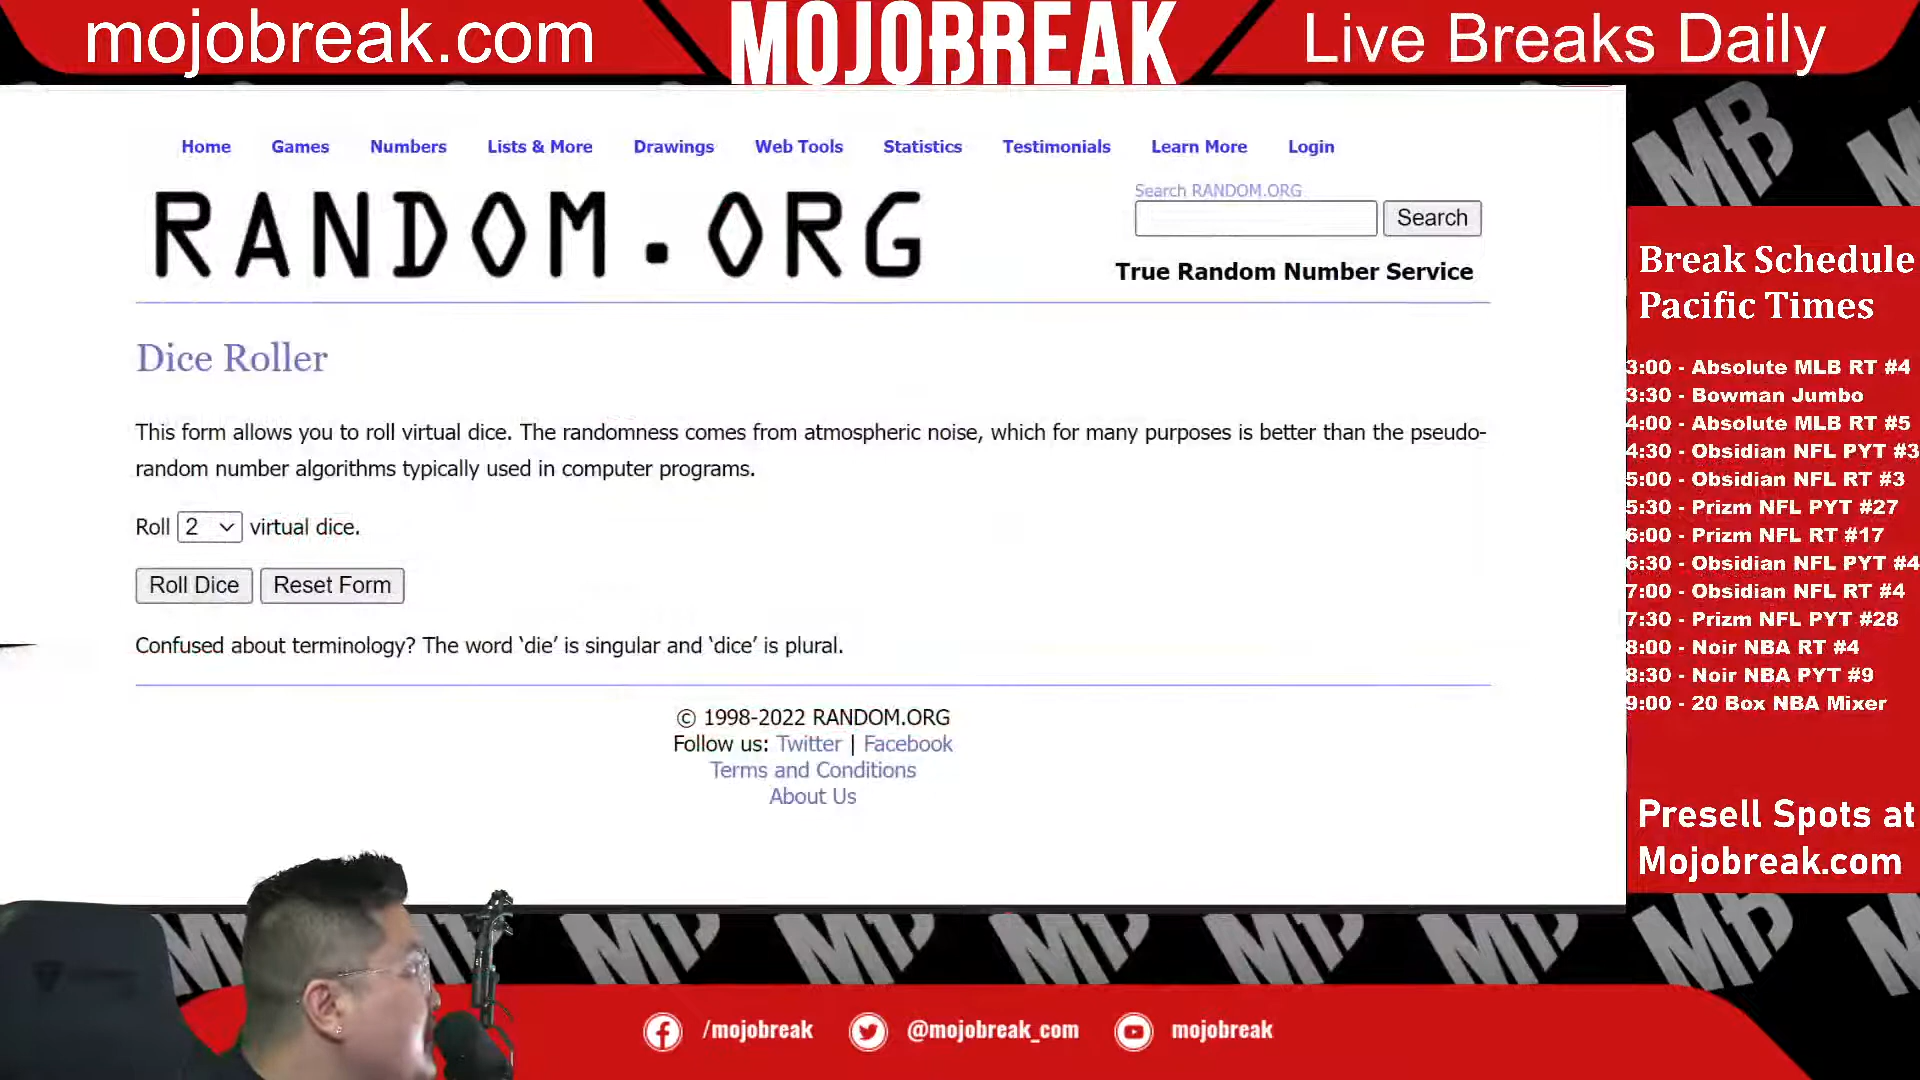 mojobreak.com
MOJOBREAK
Live Breaks Daily
Home Games Numbers Lists & More Drawings Web Tools Statistics Testimonials Learn More Login
RANDOM.ORG
Search RANDOM.ORG
Search
True Random Number Service
Dice Roller
This form allows you to roll virtual dice. The randomness comes from atmospheric noise, which for many purposes is better than the pseudo-
random number algorithms typically used in computer programs.
Roll 2 virtual dice.
Roll Dice Reset Form
Confused about terminology? The word ‘die’ is singular and ‘dice’ is plural.
© 1998-2022 RANDOM.ORG
Follow us: Twitter | Facebook
Terms and Conditions
About Us
MB
Break Schedule
Pacific Times
3:00 - Absolute MLB RT #4
3:30 - Bowman Jumbo
4:00 - Absolute MLB RT #5
4:30 - Obsidian NFL PYT #3
5:00 - Obsidian NFL RT #3
5:30 - Prizm NFL PYT #27
6:00 - Prizm NFL RT #17
6:30 - Obsidian NFL PYT #4
7:00 - Obsidian NFL RT #4
7:30 - Prizm NFL PYT #28
8:00 - Noir NBA RT #4
8:30 - Noir NBA PYT #9
9:00 - 20 Box NBA Mixer
Presell Spots at
Mojobreak.com
MB
/mojobreak @mojobreak_com mojobreak